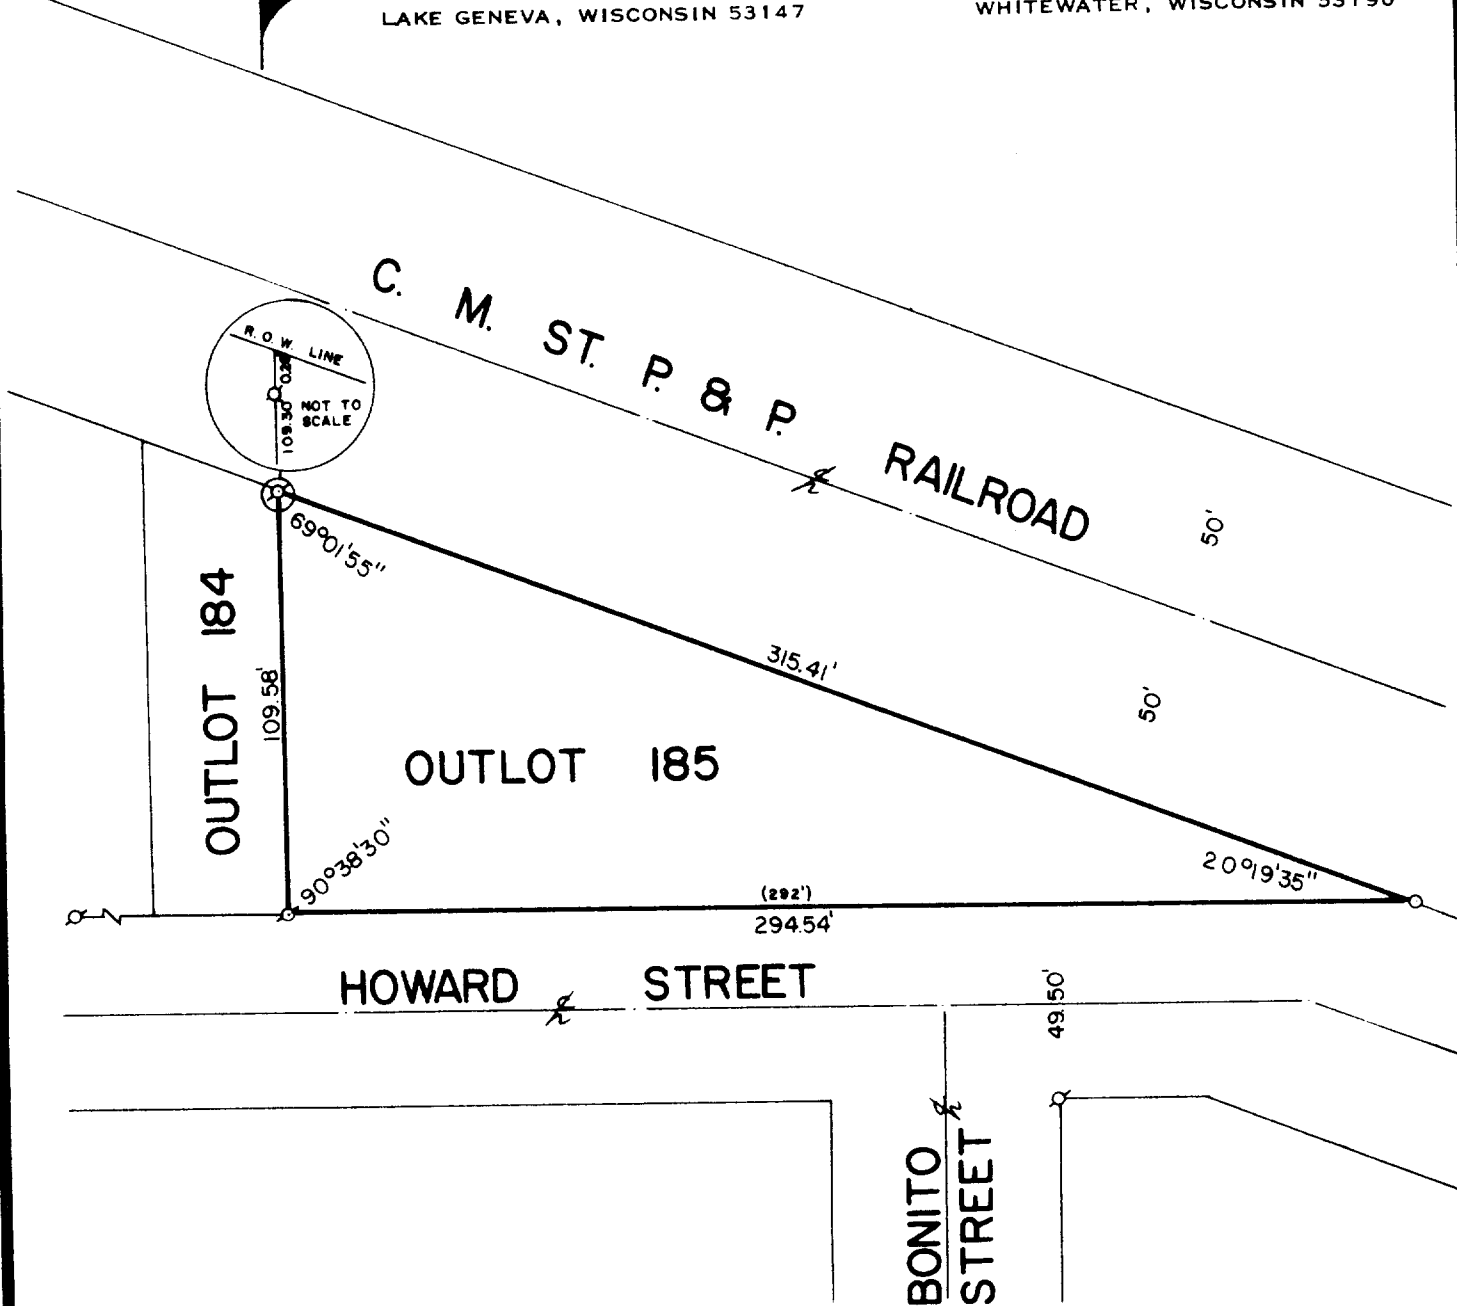 LAKE GENEVA, WISCONSIN 53147
WHITEWATER, WISCONSIN 53190
C. M. ST. P. & P. RAILROAD
R. O. W. LINE
0.28
109.30'
NOT TO
SCALE
50'
69°01'55"
OUTLOT 184
109.58'
315.41'
50'
OUTLOT 185
90°38'30"
20°19'35"
(292')
294.54'
HOWARD STREET
49.50'
BONITO
STREET